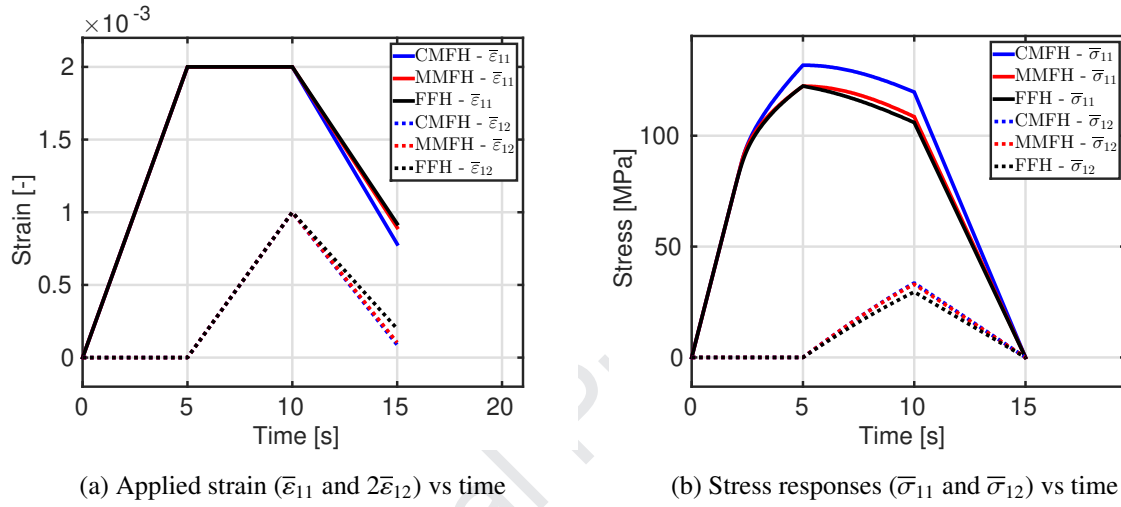 ×10⁻³
2
1.5
1
0.5
0
Strain [-]
0 5 10 15 20
Time [s]
CMFH - ε̅₁₁
MMFH - ε̅₁₁
FFH - ε̅₁₁
CMFH - ε̅₁₂
MMFH - ε̅₁₂
FFH - ε̅₁₂
(a) Applied strain (ε̅₁₁ and 2ε̅₁₂) vs time
100
50
0
Stress [MPa]
0 5 10 15
Time [s]
CMFH - σ̅₁₁
MMFH - σ̅₁₁
FFH - σ̅₁₁
CMFH - σ̅₁₂
MMFH - σ̅₁₂
FFH - σ̅₁₂
(b) Stress responses (σ̅₁₁ and σ̅₁₂) vs time